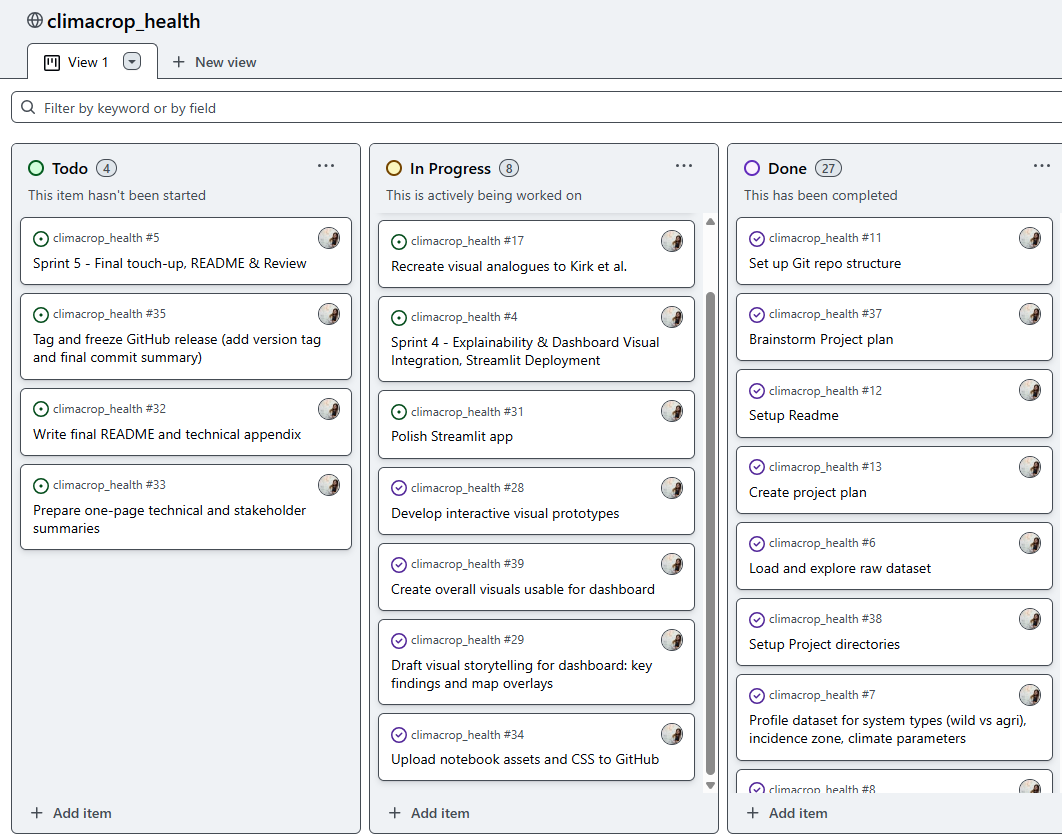 climacrop_health
View 1
New view
Filter by keyword or by field
Todo 4
This item hasn't been started
climacrop_health #5
Sprint 5 - Final touch-up, README & Review
climacrop_health #35
Tag and freeze GitHub release (add version tag
and final commit summary)
climacrop_health #32
Write final README and technical appendix
climacrop_health #33
Prepare one-page technical and stakeholder
summaries
Add item
In Progress 8
This is actively being worked on
climacrop_health #17
Recreate visual analogues to Kirk et al.
climacrop_health #4
Sprint 4 - Explainability & Dashboard Visual
Integration, Streamlit Deployment
climacrop_health #31
Polish Streamlit app
climacrop_health #28
Develop interactive visual prototypes
climacrop_health #39
Create overall visuals usable for dashboard
climacrop_health #29
Draft visual storytelling for dashboard: key
findings and map overlays
climacrop_health #34
Upload notebook assets and CSS to GitHub
Add item
Done 27
This has been completed
climacrop_health #11
Set up Git repo structure
climacrop_health #37
Brainstorm Project plan
climacrop_health #12
Setup Readme
climacrop_health #13
Create project plan
climacrop_health #6
Load and explore raw dataset
climacrop_health #38
Setup Project directories
climacrop_health #7
Profile dataset for system types (wild vs agri),
incidence zone, climate parameters
climacrop_health #8
Add item